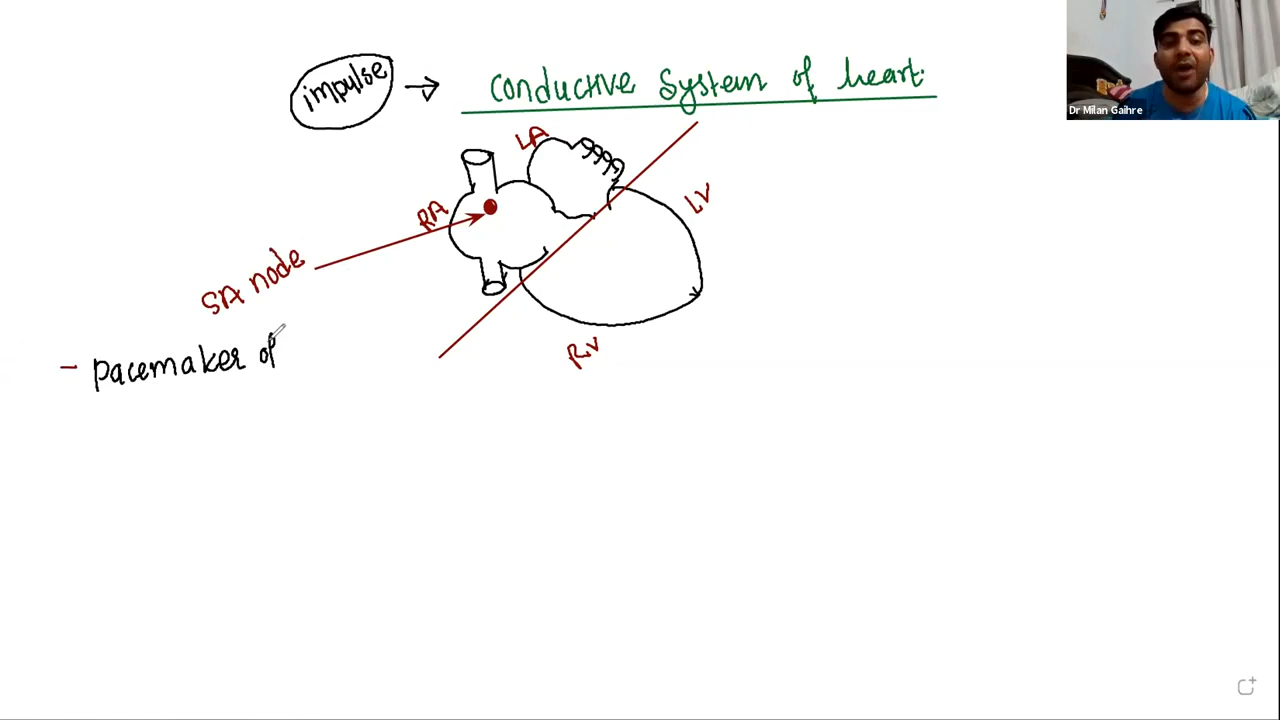 impulse → conductive system of heart.
LA
RA
LV
SA node
RV
- pacemaker of
Dr Milan Gaihre